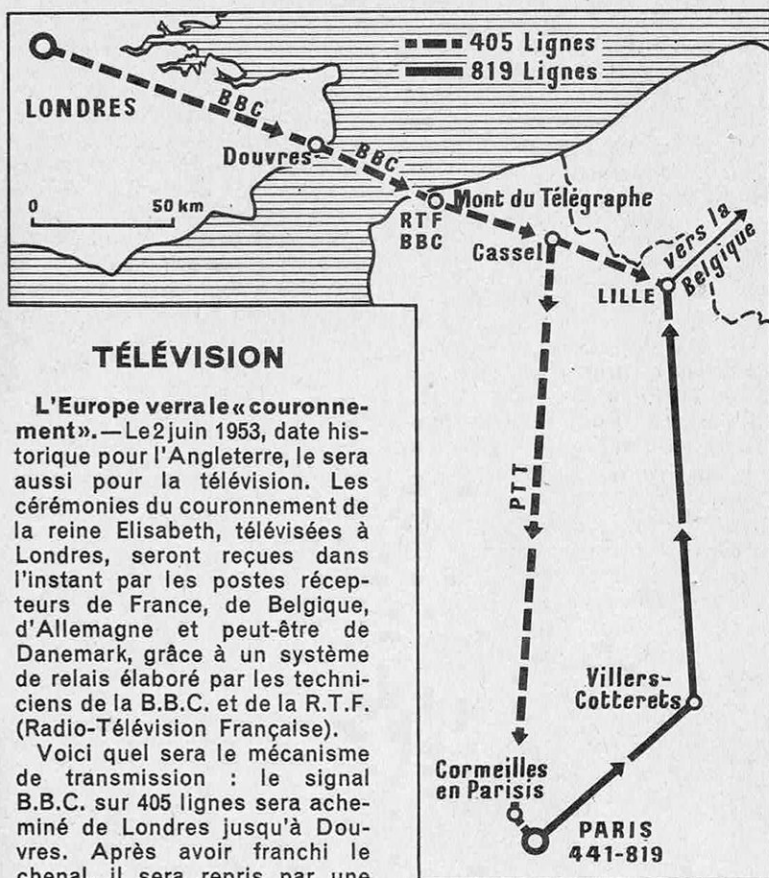 405 Lignes
819 Lignes
LONDRES
BBC
Douvres
BBC
0 50 km
Mont du Télégraphe
RTF
BBC
Cassel
LILLE
vers la
Belgique
PTT
Villers-
Cotterets
Cormeilles
en Parisis
PARIS
441-819
TÉLÉVISION
L'Europe verra le «couronne-
ment».—Le 2 juin 1953, date his-
torique pour l'Angleterre, le sera
aussi pour la télévision. Les
cérémonies du couronnement de
la reine Elisabeth, télévisées à
Londres, seront reçues dans
l'instant par les postes récep-
teurs de France, de Belgique,
d'Allemagne et peut-être de
Danemark, grâce à un système
de relais élaboré par les techni-
ciens de la B.B.C. et de la R.T.F.
(Radio-Télévision Française).
Voici quel sera le mécanisme
de transmission : le signal
B.B.C. sur 405 lignes sera ache-
miné de Londres jusqu'à Dou-
vres. Après avoir franchi le
chenal, il sera repris par une